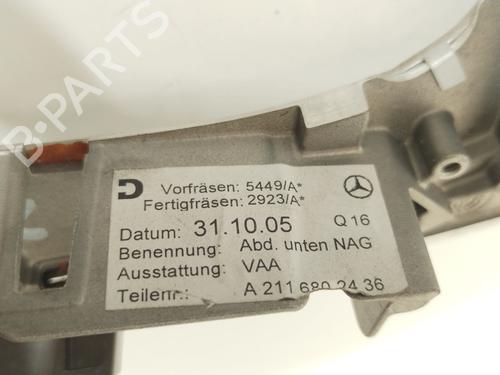 B-PARTS
D Vorfräsen: 5449/A*
Fertigfräsen: 2923/A*
Datum: 31.10.05 Q 16
Benennung: Abd. unten NAG
Ausstattung: VAA
Teilenr.: A 211 680 24 36